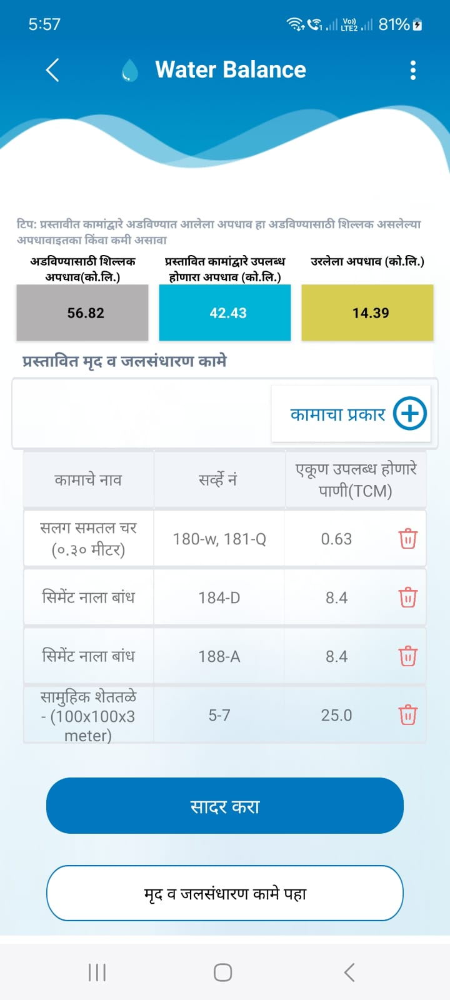 5:57
Vo))
LTE2
81%
Water Balance
टिप: प्रस्तावीत कामांद्वारे अडविण्यात आलेला अपधाव हा अडविण्यासाठी शिल्लक असलेल्या
अपधावाइतका किंवा कमी असावा
अडविण्यासाठी शिल्लक
अपधाव(को.लि.)
प्रस्तावित कामांद्वारे उपलब्ध
होणारा अपधाव (को.लि.)
उरलेला अपधाव (को.लि.)
56.82
42.43
14.39
प्रस्तावित मृद व जलसंधारण कामे
कामाचा प्रकार
कामाचे नाव
सर्व्हे नं
एकूण उपलब्ध होणारे
पाणी(TCM)
सलग समतल चर
(०.३० मीटर)
180-w, 181-Q
0.63
सिमेंट नाला बांध
184-D
8.4
सिमेंट नाला बांध
188-A
8.4
सामुहिक शेततळे
- (100x100x3
meter)
5-7
25.0
सादर करा
मृद व जलसंधारण कामे पहा